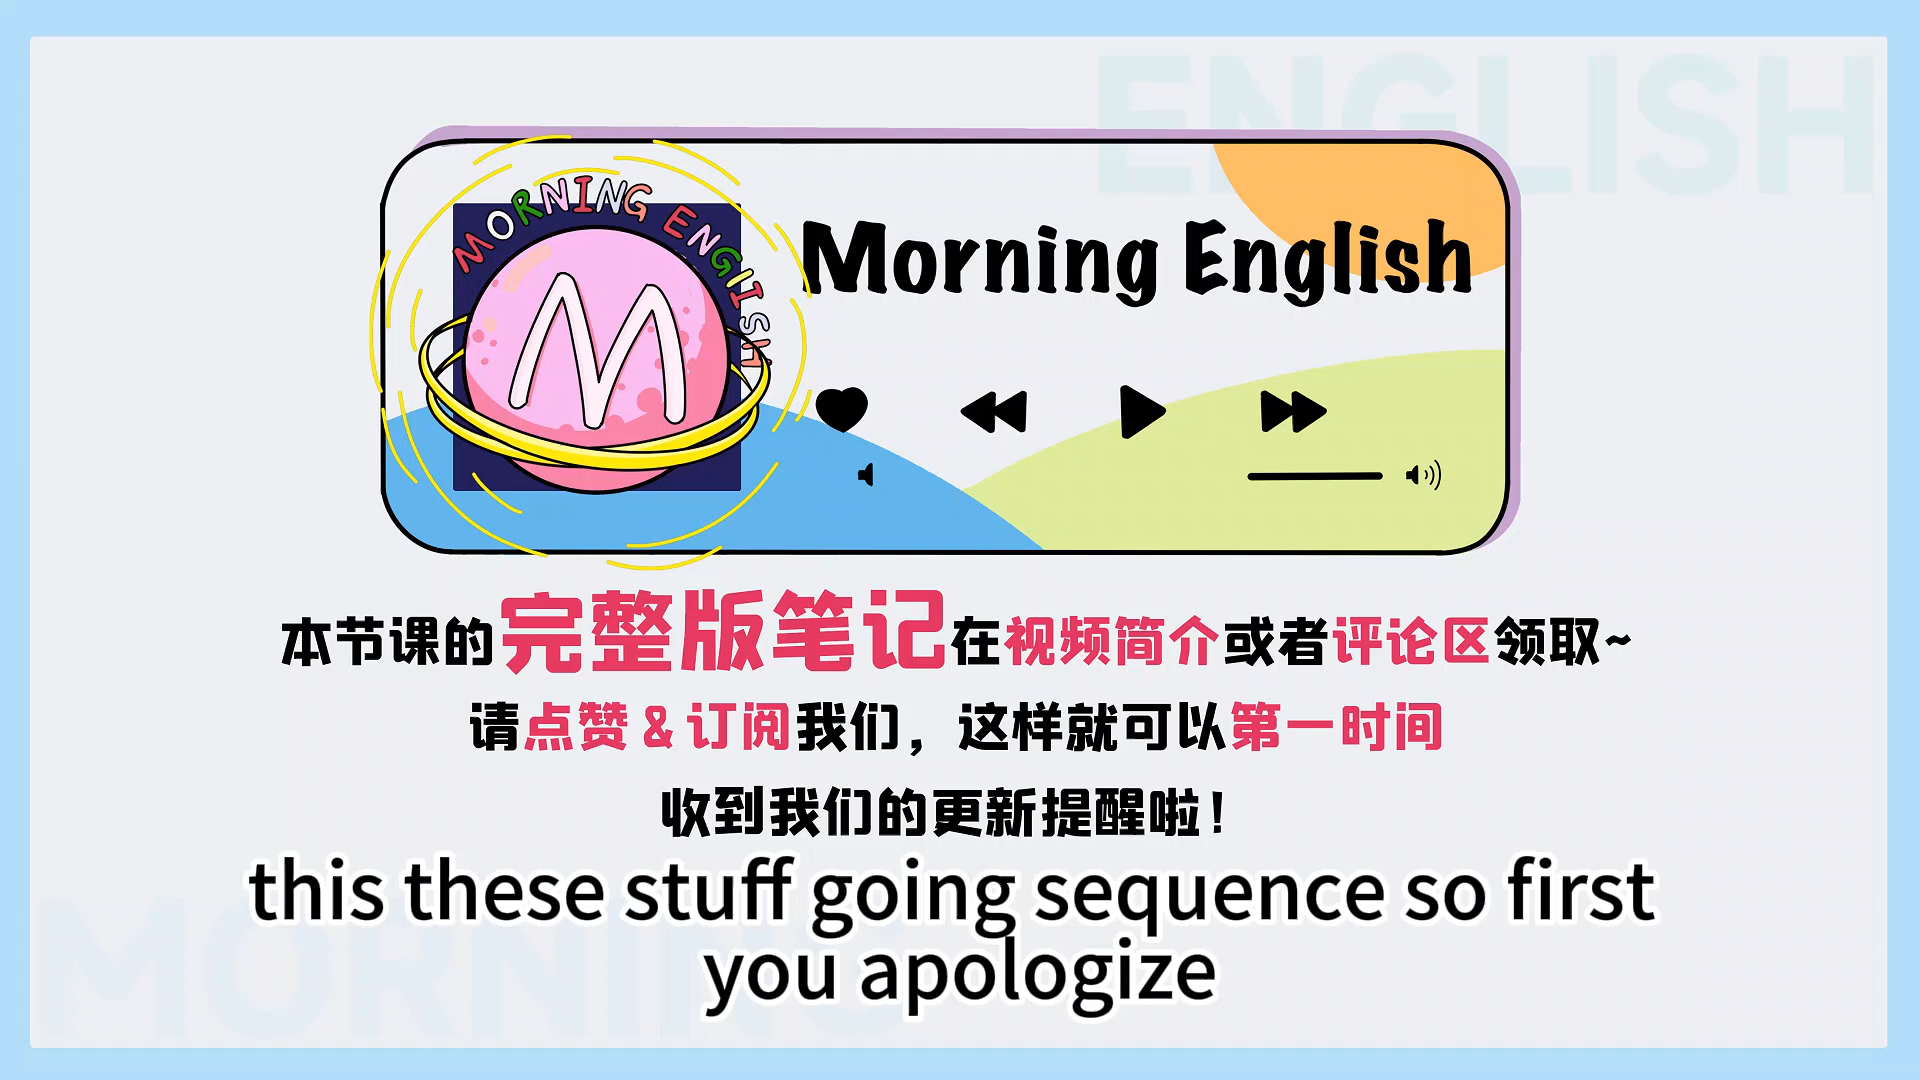 ENGLISH
MORNING ENGLISH
M
Morning English
本节课的完整版笔记在视频简介或者评论区领取~
请点赞&订阅我们，这样就可以第一时间
收到我们的更新提醒啦！
this these stuff going sequence so first
you apologize
MORNING